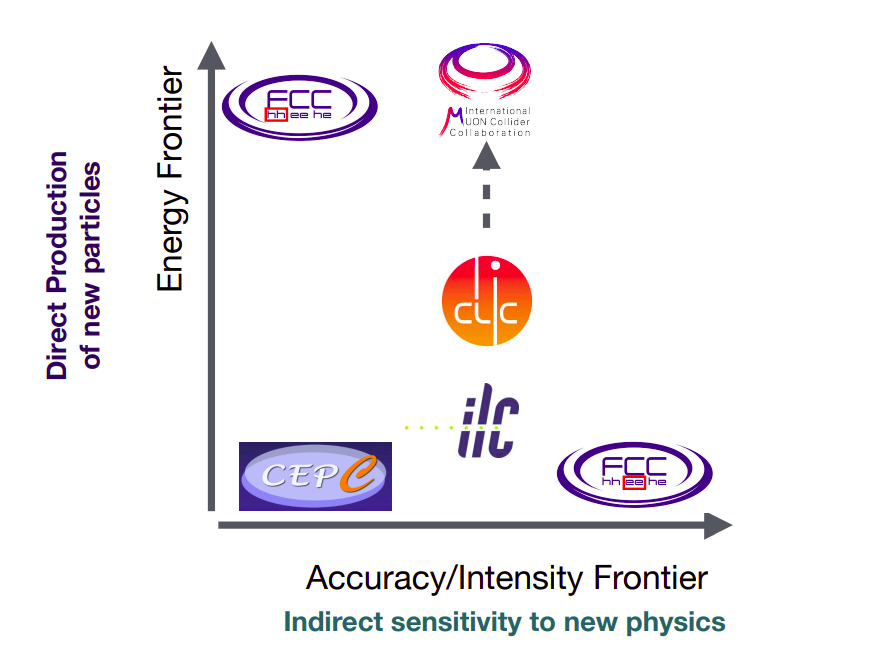 Direct Production
of new particles
Energy Frontier
FCC
hh ee he
International
MUON Collider
Collaboration
clic
ilc
CEPC
FCC
hh ee he
Accuracy/Intensity Frontier
Indirect sensitivity to new physics